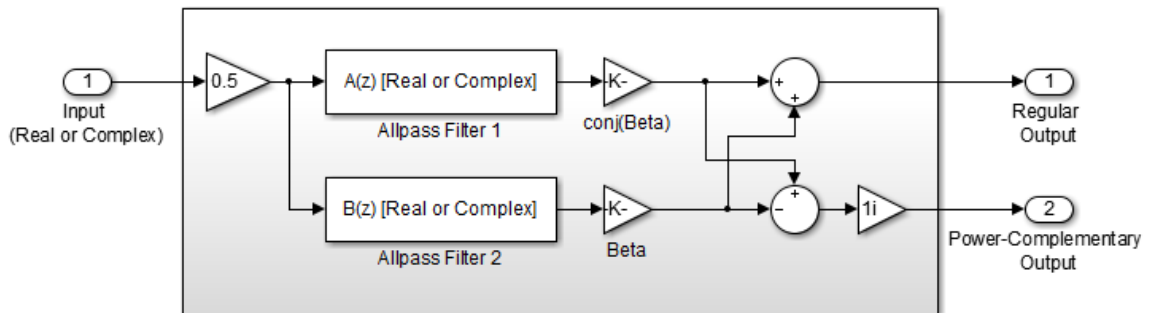 1
Input
(Real or Complex)
0.5
A(z) [Real or Complex]
Allpass Filter 1
-K-
conj(Beta)
+
+
1
Regular
Output
B(z) [Real or Complex]
Allpass Filter 2
-K-
Beta
+
−
1i
2
Power-Complementary
Output